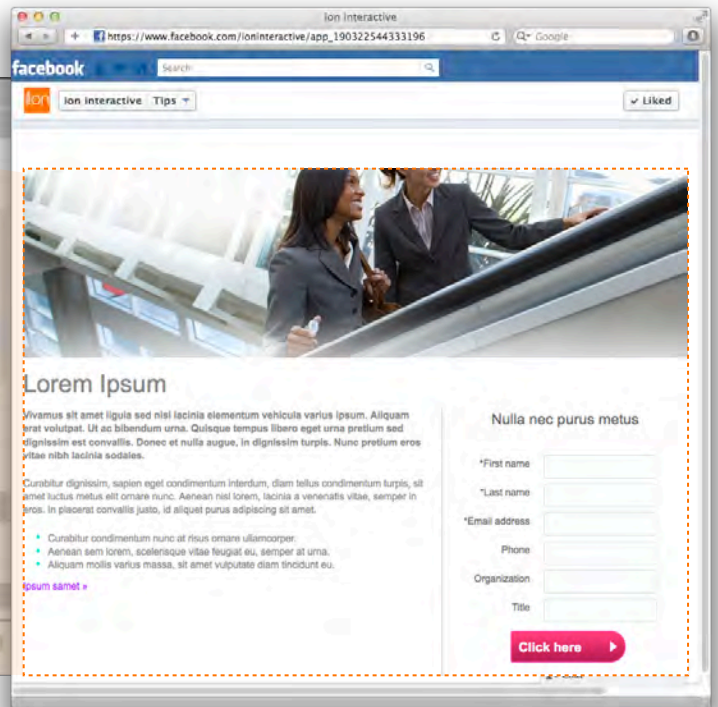 Ion Interactive
https://www.facebook.com/ioninteractive/app_190322544333196
Google
facebook
Search
ion
Ion Interactive Tips
Liked
Lorem Ipsum
Vivamus sit amet ligula sed nisl lacinia elementum vehicula varius ipsum. Aliquam
erat volutpat. Ut ac bibendum urna. Quisque tempus libero eget urna pretium sed
dignissim est convallis. Donec et nulla augue, in dignissim turpis. Nunc pretium eros
vitae nibh lacinia sodales.
Curabitur dignissim, sapien eget condimentum interdum, diam tellus condimentum turpis, sit
amet luctus metus elit ornare nunc. Aenean nisl lorem, lacinia a venenatis vitae, semper in
eros. In placerat convallis justo, id aliquet purus adipiscing sit amet.
• Curabitur condimentum nunc at risus ornare ullamcorper.
• Aenean sem lorem, scelerisque vitae feugiat eu, semper at urna.
• Aliquam mollis varius massa, sit amet vulputate diam tincidunt eu.
Ipsum samet »
Nulla nec purus metus
*First name
*Last name
*Email address
Phone
Organization
Title
Click here